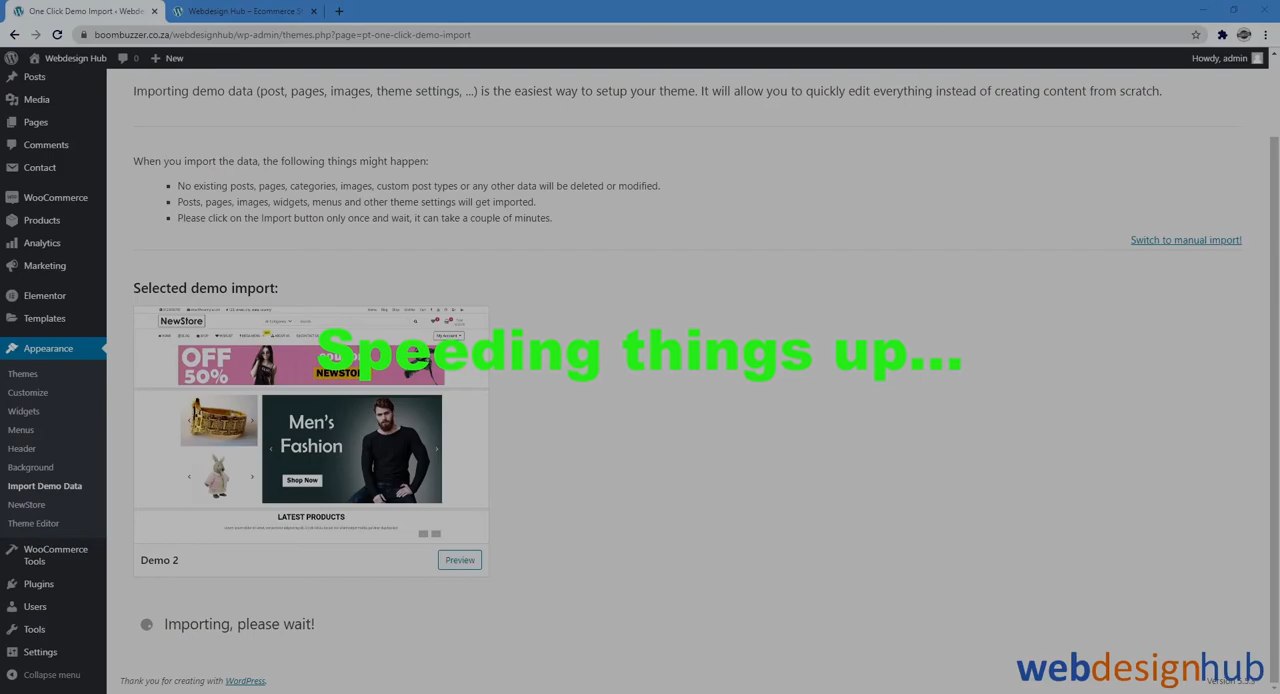 One Click Demo Import ‹ Webde
Webdesign Hub – Ecommerce S
boombuzzer.co.za/webdesignhub/wp-admin/themes.php?page=pt-one-click-demo-import
Webdesign Hub
0
New
Howdy, admin
Posts
Media
Pages
Comments
Contact
WooCommerce
Products
Analytics
Marketing
Elementor
Templates
Appearance
Themes
Customize
Widgets
Menus
Header
Background
Import Demo Data
NewStore
Theme Editor
WooCommerce
Tools
Plugins
Users
Tools
Settings
Collapse menu
Importing demo data (post, pages, images, theme settings, ...) is the easiest way to setup your theme. It will allow you to quickly edit everything instead of creating content from scratch.
When you import the data, the following things might happen:
No existing posts, pages, categories, images, custom post types or any other data will be deleted or modified.
Posts, pages, images, widgets, menus and other theme settings will get imported.
Please click on the Import button only once and wait, it can take a couple of minutes.
Switch to manual import!
Selected demo import:
NewStore
My Account
OFF
50%
NEWSTORE
Speeding things up...
Men's
Fashion
Shop Now
LATEST PRODUCTS
Demo 2
Preview
Importing, please wait!
Thank you for creating with WordPress.
webdesignhub